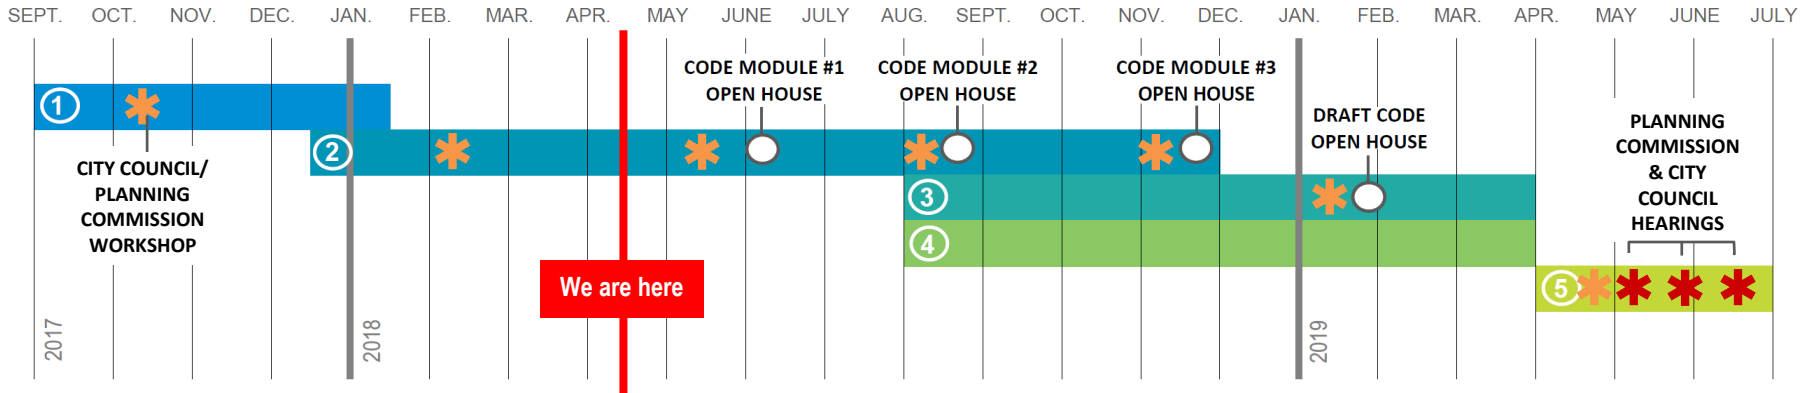 SEPT. OCT. NOV. DEC. JAN. FEB. MAR. APR. MAY JUNE JULY AUG. SEPT. OCT. NOV. DEC. JAN. FEB. MAR. APR. MAY JUNE JULY
CODE MODULE #1
OPEN HOUSE
CODE MODULE #2
OPEN HOUSE
CODE MODULE #3
OPEN HOUSE
DRAFT CODE
OPEN HOUSE
PLANNING
COMMISSION
& CITY
COUNCIL
HEARINGS
1
CITY COUNCIL/
PLANNING
COMMISSION
WORKSHOP
2
3
4
5
We are here
2017
2018
2019